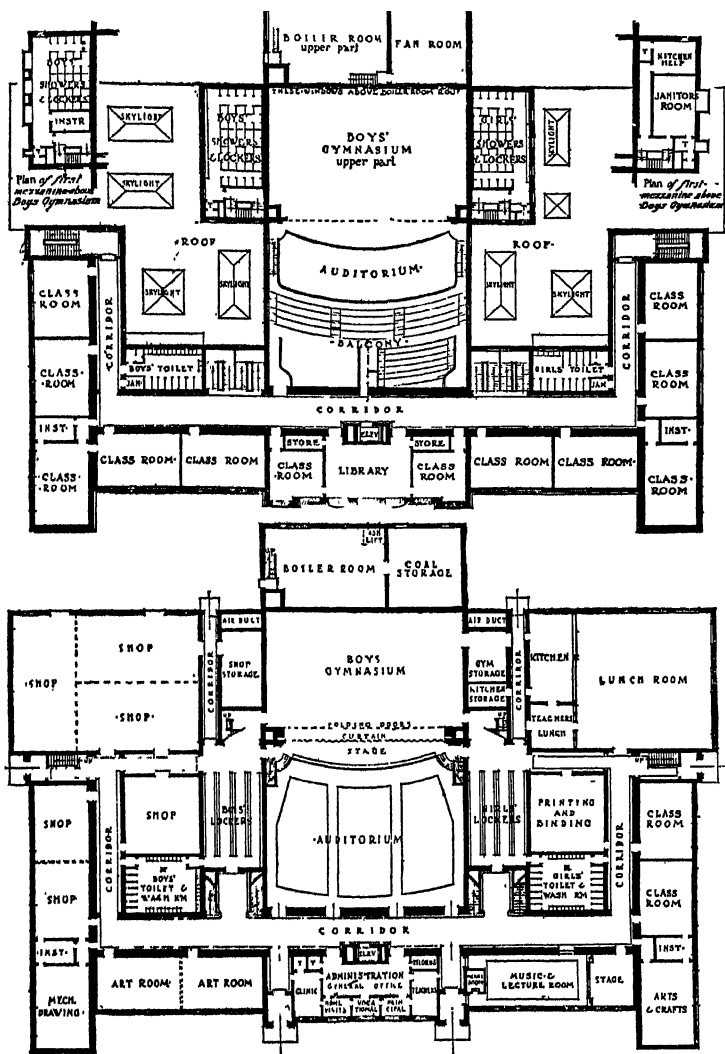 BOILER ROOM
upper part
FAN ROOM
THESE WINDOWS ABOVE BOILER ROOM ROOF
BOYS'
SHOWERS
& LOCKERS
INSTR
Plan of first
mezzanine above
Boys Gymnasium
T
KITCHEN
HELP
JANITORS
ROOM
T
Plan of first
mezzanine above
Boys Gymnasium
SKYLIGHT
SKYLIGHT
BOYS'
SHOWERS
& LOCKERS
BOYS'
GYMNASIUM
upper part
GIRLS'
SHOWERS
& LOCKERS
SKYLIGHT
ROOF
SKYLIGHT
SKYLIGHT
AUDITORIUM
ROOF
SKYLIGHT
SKYLIGHT
CLASS
ROOM
CORRIDOR
CORRIDOR
CLASS
ROOM
BALCONY
CLASS
ROOM
BOYS' TOILET
JAN
GIRLS' TOILET
JAN
CLASS
ROOM
CORRIDOR
INST.
CLASS
ROOM
CLASS ROOM
CLASS ROOM
STORE
CLASS
ROOM
ELEV
LIBRARY
STORE
CLASS
ROOM
CLASS ROOM
CLASS ROOM
INST.
CLASS
ROOM
BOILER ROOM
ASH
LIFT
COAL
STORAGE
SHOP
SHOP
SHOP
CORRIDOR
AIR DUCT
SHOP
STORAGE
BOYS
GYMNASIUM
AIR DUCT
GYM
STORAGE
KITCHEN
STORAGE
CORRIDOR
KITCHEN
TEACHERS
LUNCH
LUNCH ROOM
UP
UP
FOLDING DOORS
CURTAIN
STAGE
UP
SHOP
SHOP
BOYS'
LOCKERS
AUDITORIUM
GIRLS'
LOCKERS
PRINTING
AND
BINDING
CLASS
ROOM
CORRIDOR
SHOP
BOYS'
TOILET &
WASH RM
GIRLS'
TOILET &
WASH RM
CORRIDOR
CLASS
ROOM
CORRIDOR
INST.
MECH.
DRAWING
ART ROOM
ART ROOM
T
T
CLINIC
ELEV
ADMINISTRATION
GENERAL OFFICE
VOCA
TIONAL
PRIN
CIPAL
TEACHERS
MUSIC &
LECTURE ROOM
STAGE
INST.
ARTS
& CRAFTS